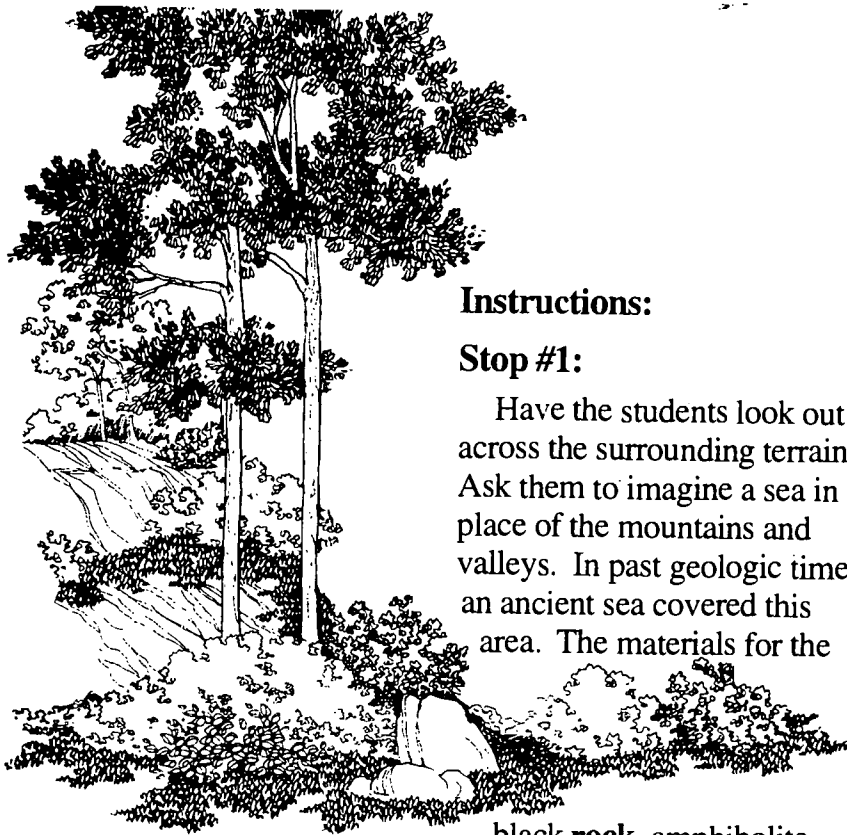 Instructions:
Stop #1:
Have the students look out
across the surrounding terrain
Ask them to imagine a sea in
place of the mountains and
valleys. In past geologic time
an ancient sea covered this
area. The materials for the
black rock, amphibolite